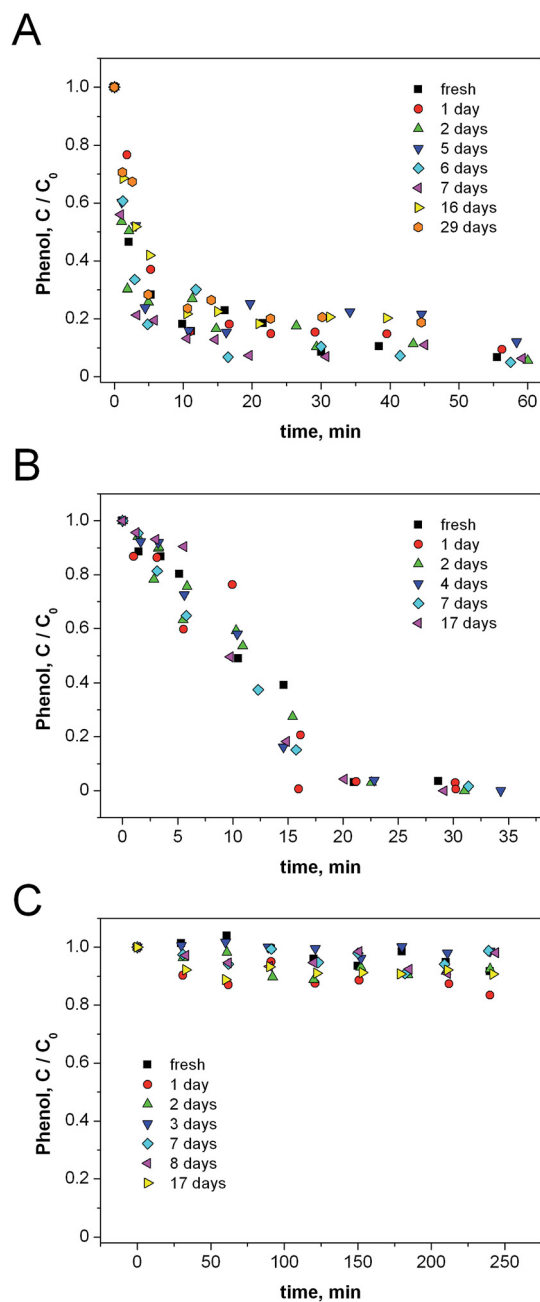 A
1.0
0.8
0.6
0.4
0.2
0.0
Phenol, C / C0
0
10
20
30
40
50
60
time, min
fresh
1 day
2 days
5 days
6 days
7 days
16 days
29 days
B
1.0
0.8
0.6
0.4
0.2
0
Phenol, C / C0
0
5
10
15
20
25
30
35
time, min
fresh
1 day
2 days
4 days
7 days
17 days
C
1.0
0.8
0.6
0.4
0.2
0
Phenol, C / C0
0
50
100
150
200
250
time, min
fresh
1 day
2 days
3 days
7 days
8 days
17 days